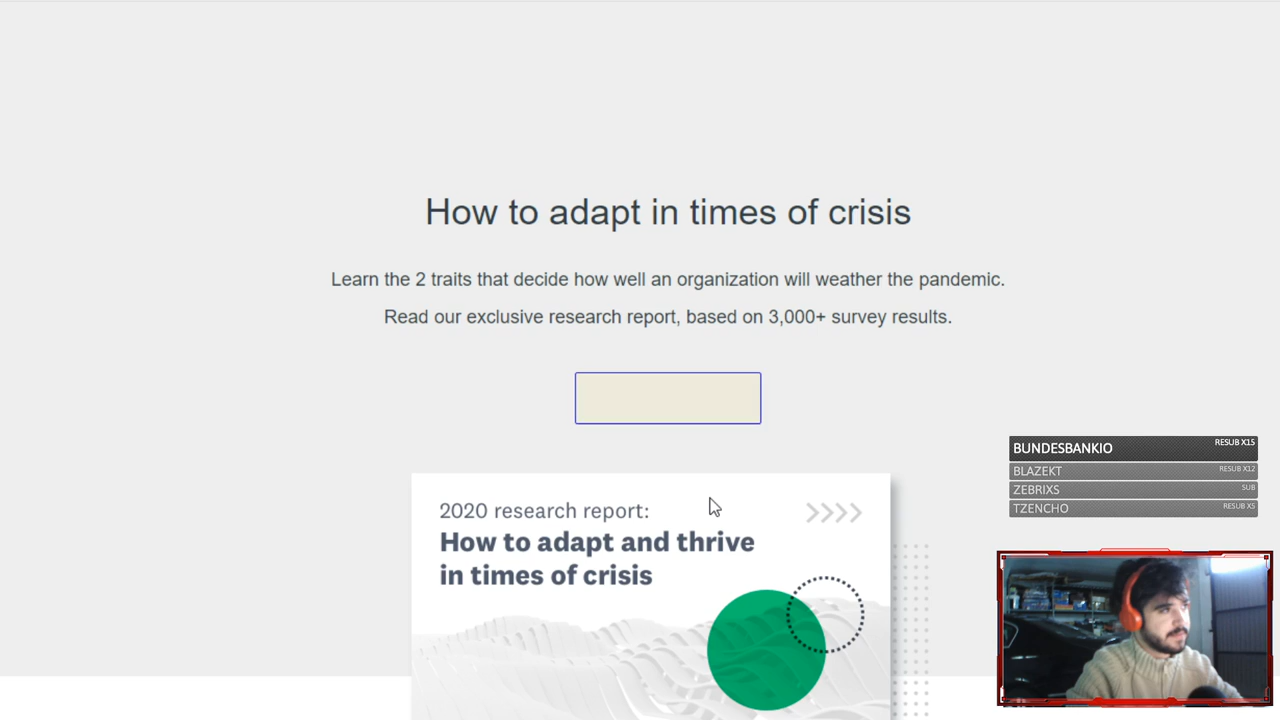 How to adapt in times of crisis
Learn the 2 traits that decide how well an organization will weather the pandemic.
Read our exclusive research report, based on 3,000+ survey results.
2020 research report:
How to adapt and thrive
in times of crisis
BUNDESBANKIO RESUB X15
BLAZEKT RESUB X12
ZEBRIXS SUB
TZENCHO RESUB X5